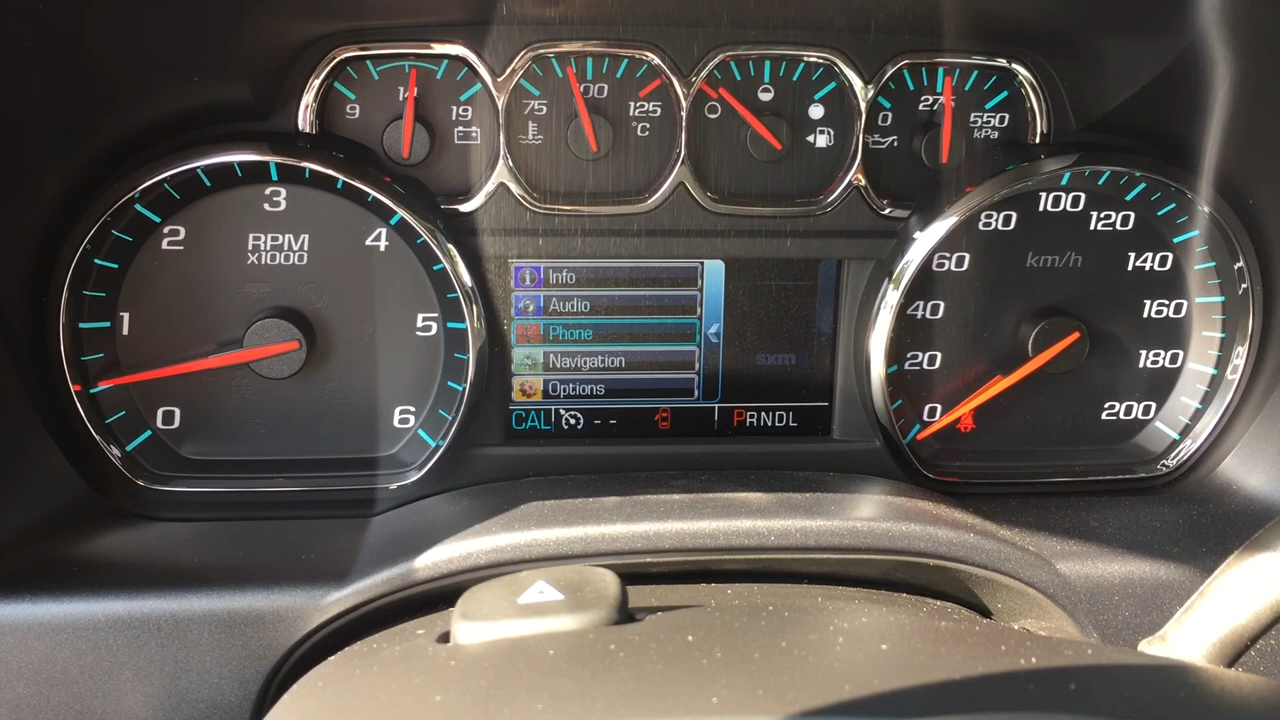 9 14 19
75 100 125
°C
0 275 550
kPa
0 1 2 3 4 5 6
RPM
x1000
Info
Audio
Phone
Navigation
Options
sxm
CAL -- PRNDL
0 20 40 60 80 100 120 140 160 180 200
km/h